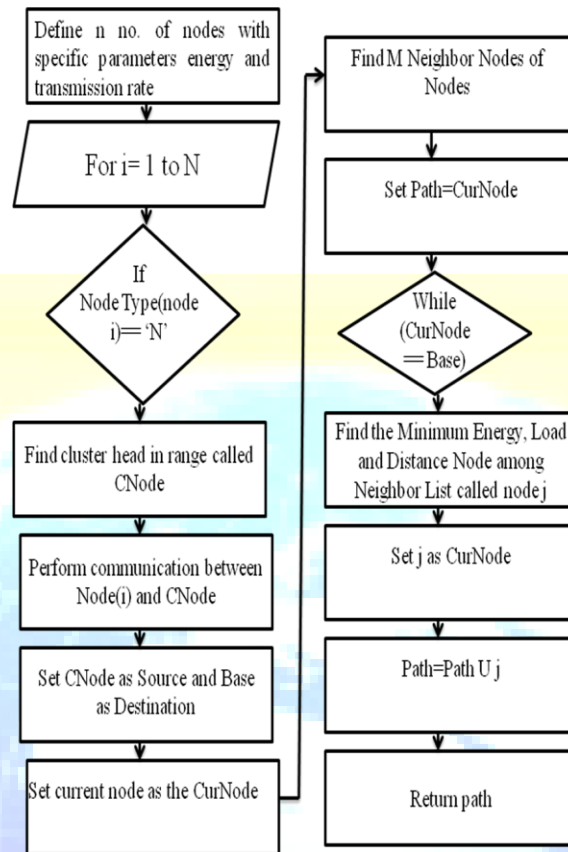 Define n no. of nodes with
specific parameters energy and
transmission rate
For i= 1 to N
If
NodeType(node
i)== ‘N’
Find cluster head in range called
CNode
Perform communication between
Node(i) and CNode
Set CNode as Source and Base
as Destination
Set current node as the CurNode
Find M Neighbor Nodes of
Nodes
Set Path=CurNode
While
(CurNode
==Base)
Find the Minimum Energy, Load
and Distance Node among
Neighbor List called node j
Set j as CurNode
Path=Path U j
Return path